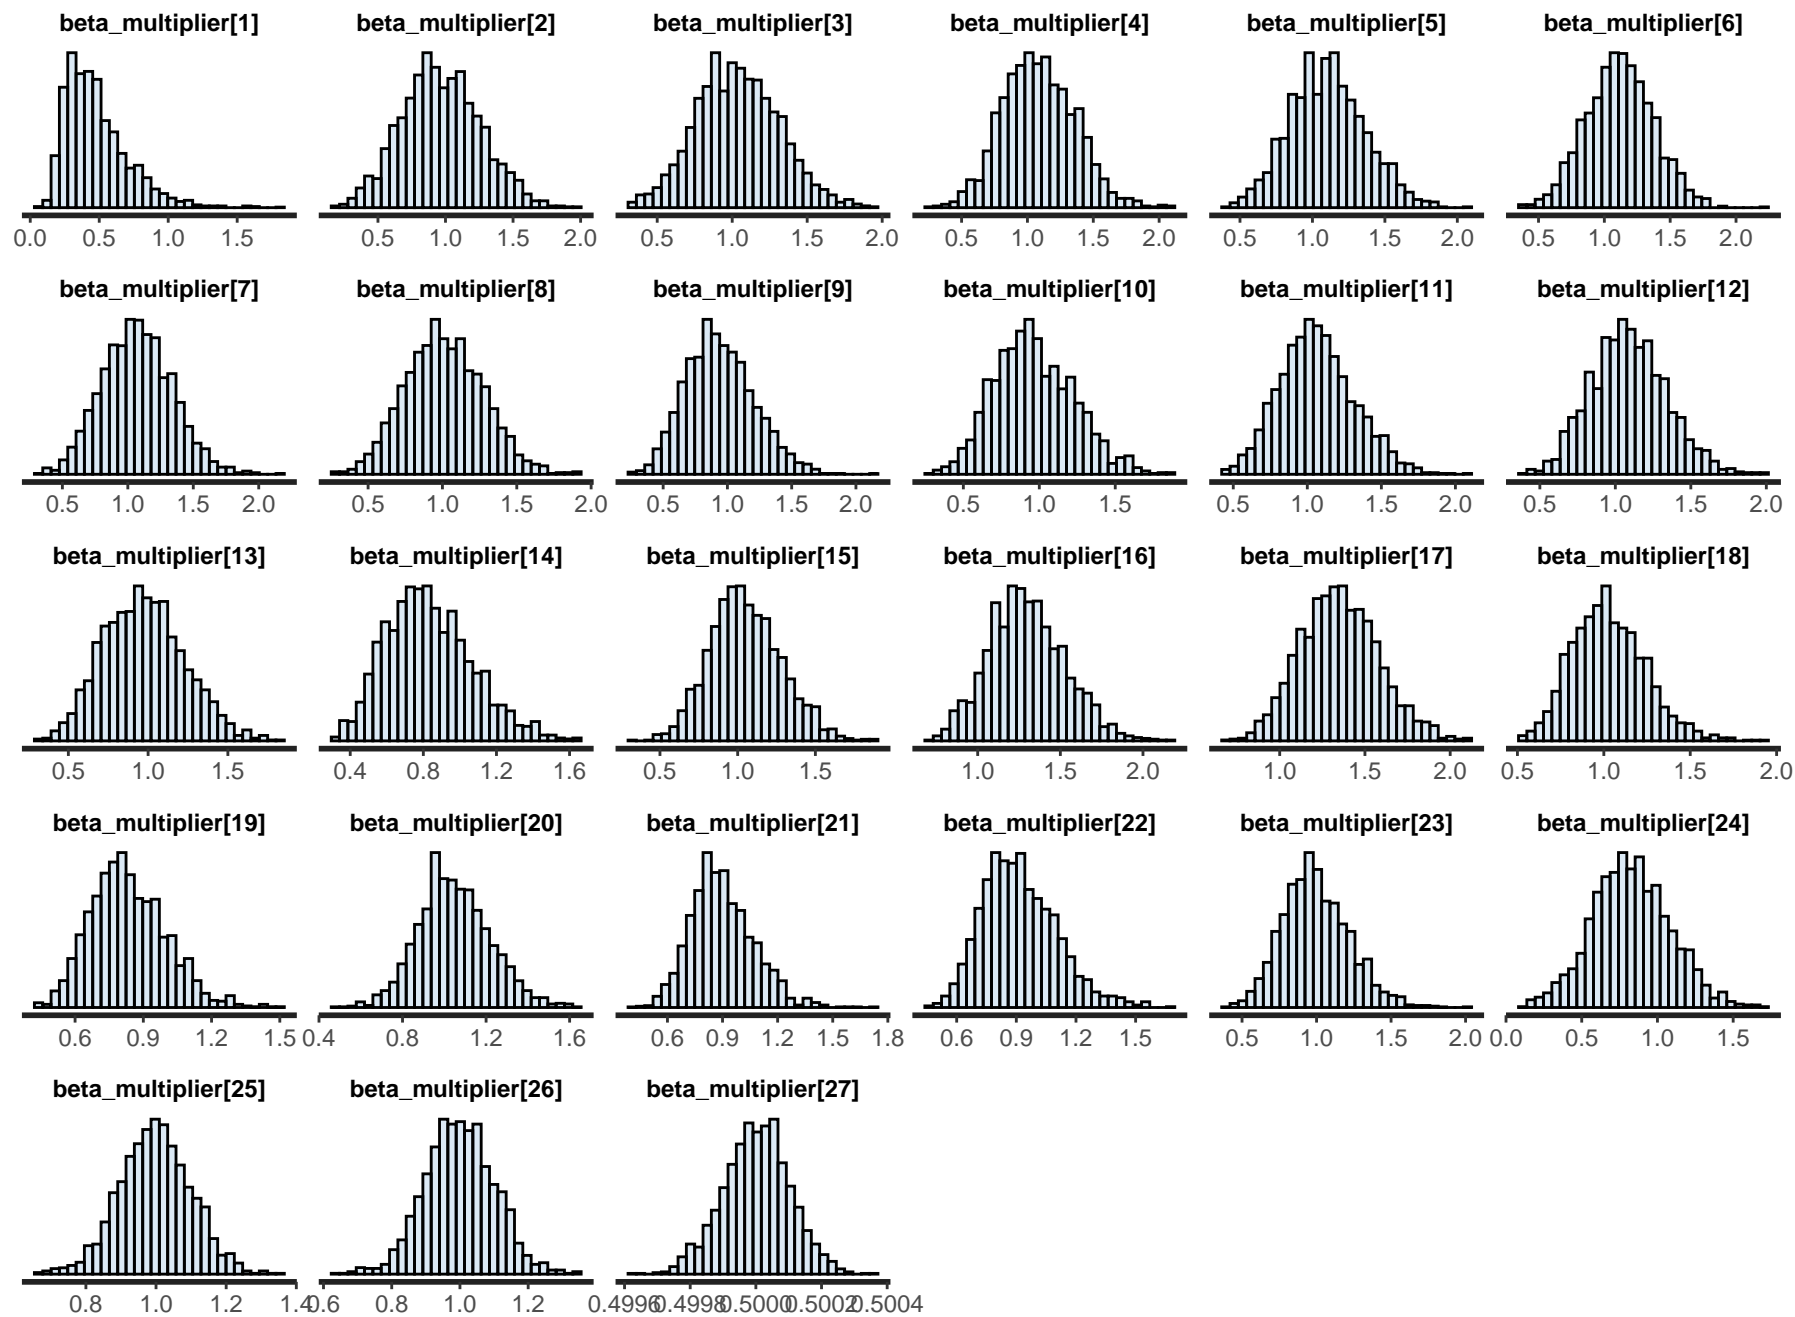 beta_multiplier[1] beta_multiplier[2] beta_multiplier[3] beta_multiplier[4] beta_multiplier[5] beta_multiplier[6]
0.0 0.5 1.0 1.5 0.5 1.0 1.5 2.0 0.5 1.0 1.5 2.0 0.5 1.0 1.5 2.0 0.5 1.0 1.5 2.0 0.5 1.0 1.5 2.0
beta_multiplier[7] beta_multiplier[8] beta_multiplier[9] beta_multiplier[10] beta_multiplier[11] beta_multiplier[12]
0.5 1.0 1.5 2.0 0.5 1.0 1.5 2.0 0.5 1.0 1.5 2.0 0.5 1.0 1.5 0.5 1.0 1.5 2.0 0.5 1.0 1.5 2.0
beta_multiplier[13] beta_multiplier[14] beta_multiplier[15] beta_multiplier[16] beta_multiplier[17] beta_multiplier[18]
0.5 1.0 1.5 0.4 0.8 1.2 1.6 0.5 1.0 1.5 1.0 1.5 2.0 1.0 1.5 2.0 0.5 1.0 1.5 2.0
beta_multiplier[19] beta_multiplier[20] beta_multiplier[21] beta_multiplier[22] beta_multiplier[23] beta_multiplier[24]
0.6 0.9 1.2 1.5 0.4 0.8 1.2 1.6 0.6 0.9 1.2 1.5 1.8 0.6 0.9 1.2 1.5 0.5 1.0 1.5 2.0 0.0 0.5 1.0 1.5
beta_multiplier[25] beta_multiplier[26] beta_multiplier[27]
0.8 1.0 1.2 1.4 0.6 0.8 1.0 1.2 0.4996 0.4998 0.5000 0.5002 0.5004